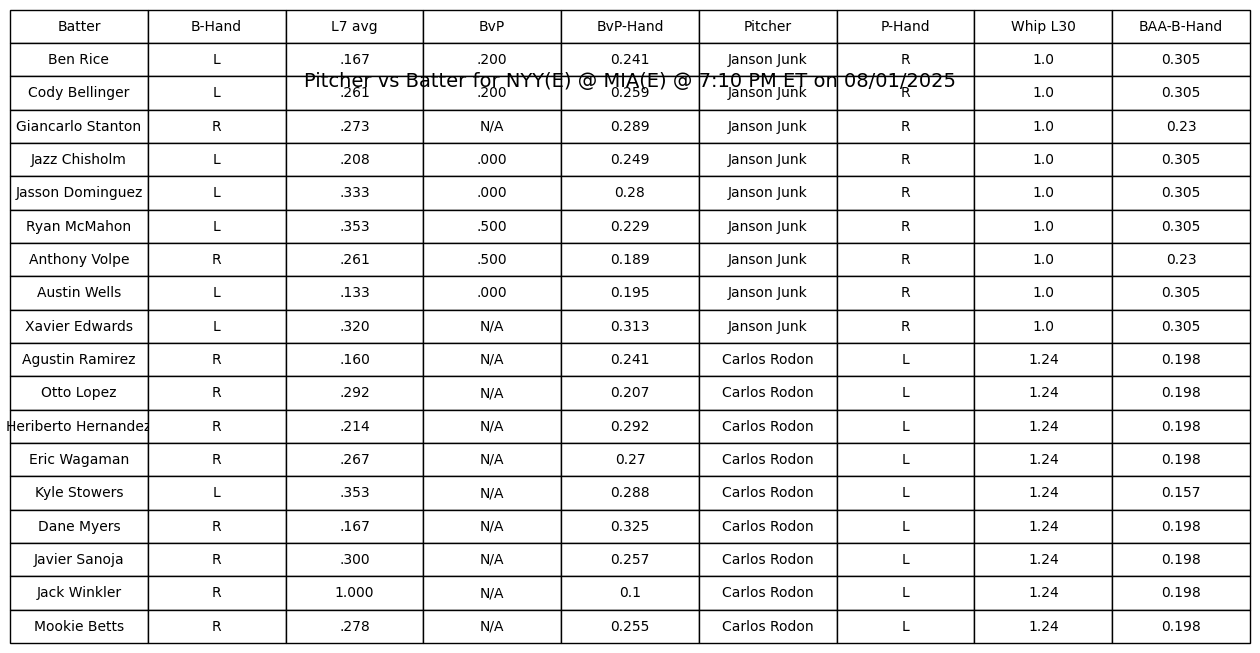 Batter B-Hand L7 avg BvP BvP-Hand Pitcher P-Hand Whip L30 BAA-B-Hand
Ben Rice L .167 .200 0.241 Janson Junk R 1.0 0.305
Pitcher vs Batter for NYY(E) @ MIA(E) @ 7:10 PM ET on 08/01/2025
Cody Bellinger L .261 .200 0.259 Janson Junk R 1.0 0.305
Giancarlo Stanton R .273 N/A 0.289 Janson Junk R 1.0 0.23
Jazz Chisholm L .208 .000 0.249 Janson Junk R 1.0 0.305
Jasson Dominguez L .333 .000 0.28 Janson Junk R 1.0 0.305
Ryan McMahon L .353 .500 0.229 Janson Junk R 1.0 0.305
Anthony Volpe R .261 .500 0.189 Janson Junk R 1.0 0.23
Austin Wells L .133 .000 0.195 Janson Junk R 1.0 0.305
Xavier Edwards L .320 N/A 0.313 Janson Junk R 1.0 0.305
Agustin Ramirez R .160 N/A 0.241 Carlos Rodon L 1.24 0.198
Otto Lopez R .292 N/A 0.207 Carlos Rodon L 1.24 0.198
Heriberto Hernandez R .214 N/A 0.292 Carlos Rodon L 1.24 0.198
Eric Wagaman R .267 N/A 0.27 Carlos Rodon L 1.24 0.198
Kyle Stowers L .353 N/A 0.288 Carlos Rodon L 1.24 0.157
Dane Myers R .167 N/A 0.325 Carlos Rodon L 1.24 0.198
Javier Sanoja R .300 N/A 0.257 Carlos Rodon L 1.24 0.198
Jack Winkler R 1.000 N/A 0.1 Carlos Rodon L 1.24 0.198
Mookie Betts R .278 N/A 0.255 Carlos Rodon L 1.24 0.198